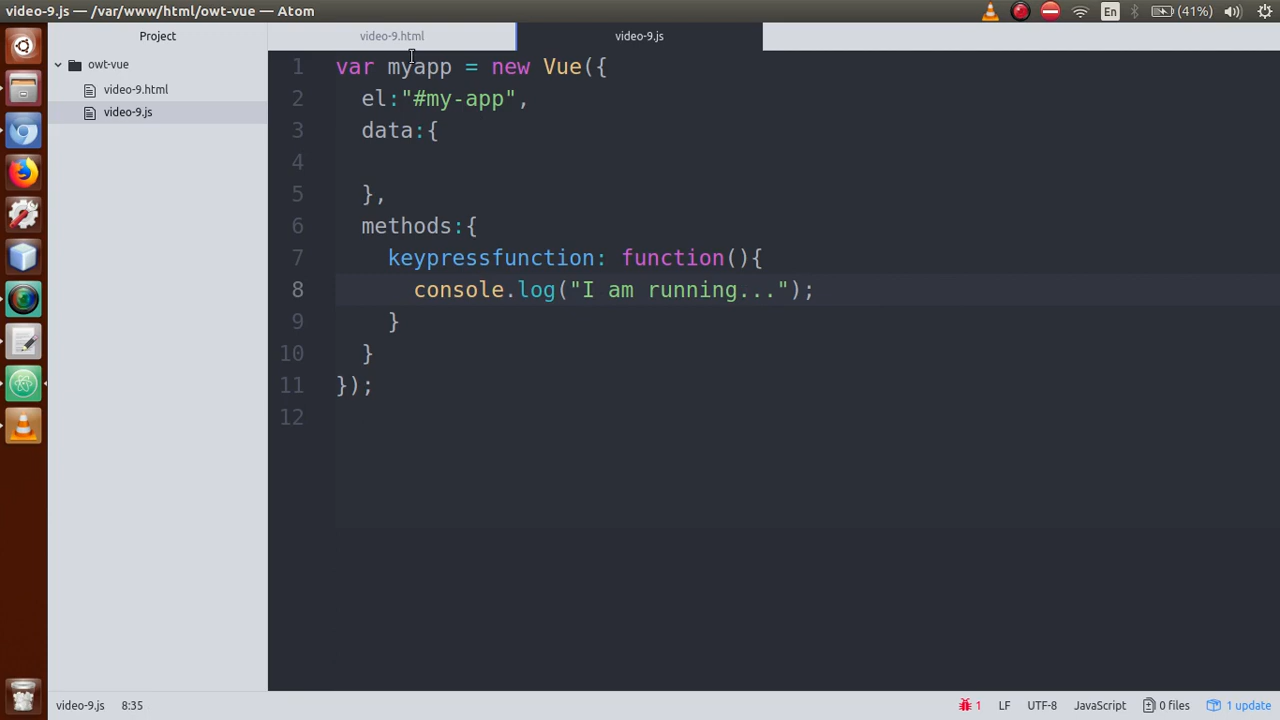 video-9.js — /var/www/html/owt-vue — Atom
En
(41%)
Project
video-9.html
video-9.js
owt-vue
video-9.html
video-9.js
1 var myapp = new Vue({
2 el:"#my-app",
3 data:{
4
5 },
6 methods:{
7 keypressfunction: function(){
8 console.log("I am running...");
9 }
10 }
11 });
12
video-9.js 8:35
1 LF UTF-8 JavaScript 0 files 1 update